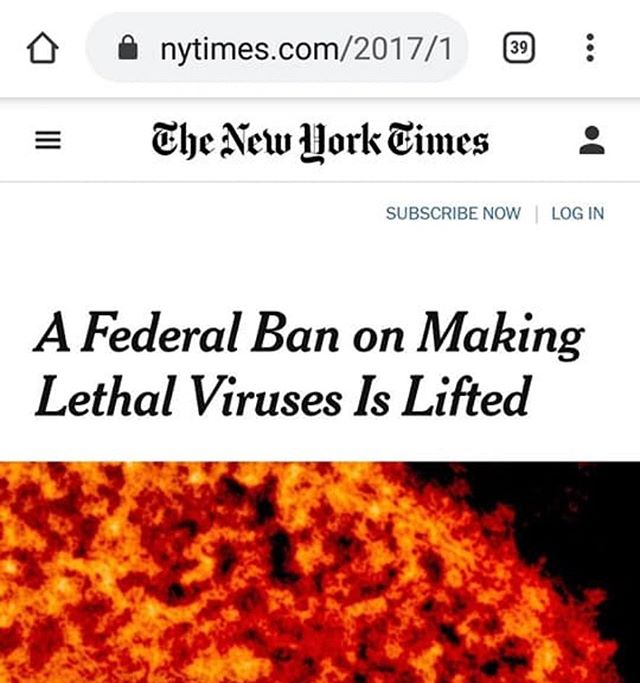 nytimes.com/2017/1
39
The New York Times
SUBSCRIBE NOW | LOG IN
A Federal Ban on Making
Lethal Viruses Is Lifted